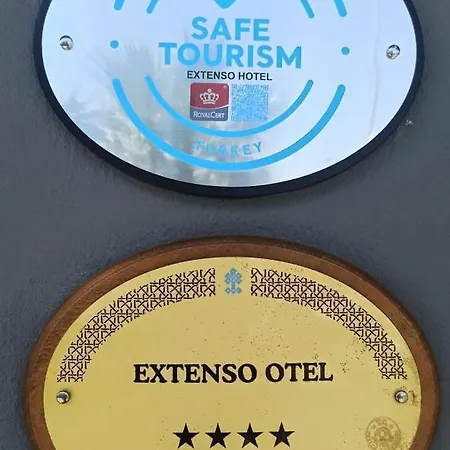 SAFE
TOURISM
EXTENSO HOTEL
ROYALCERT
TURKEY
EXTENSO OTEL